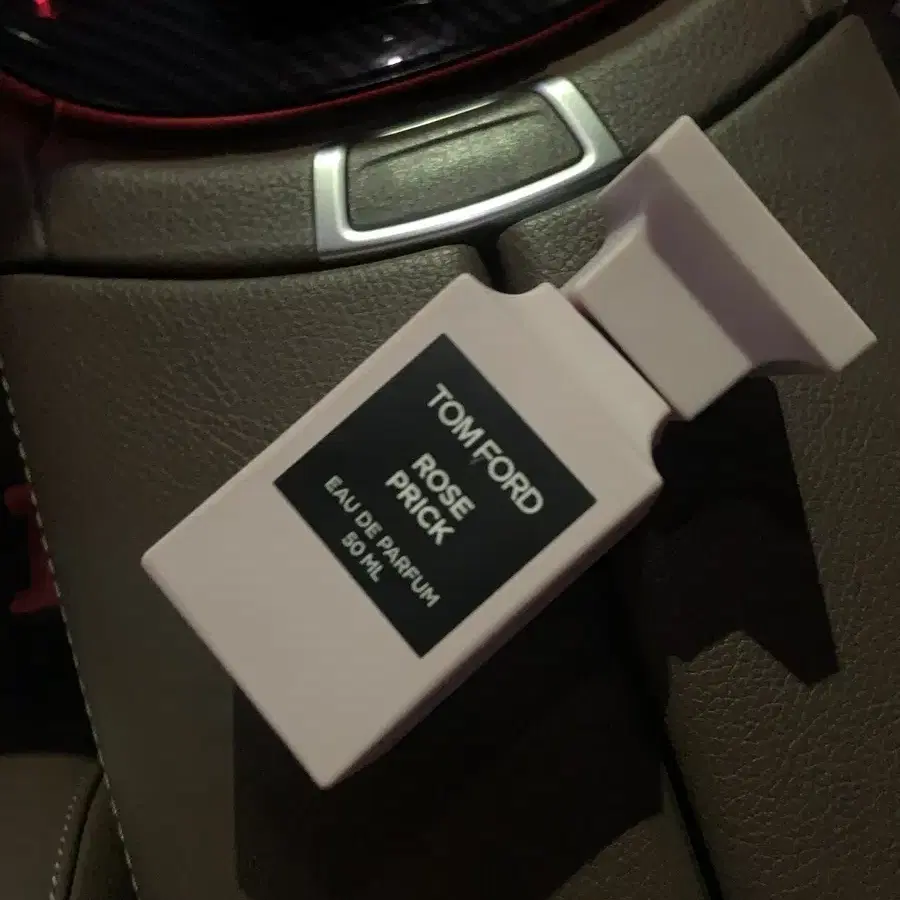 TOM FORD
ROSE
PRICK
EAU DE PARFUM
50 ML